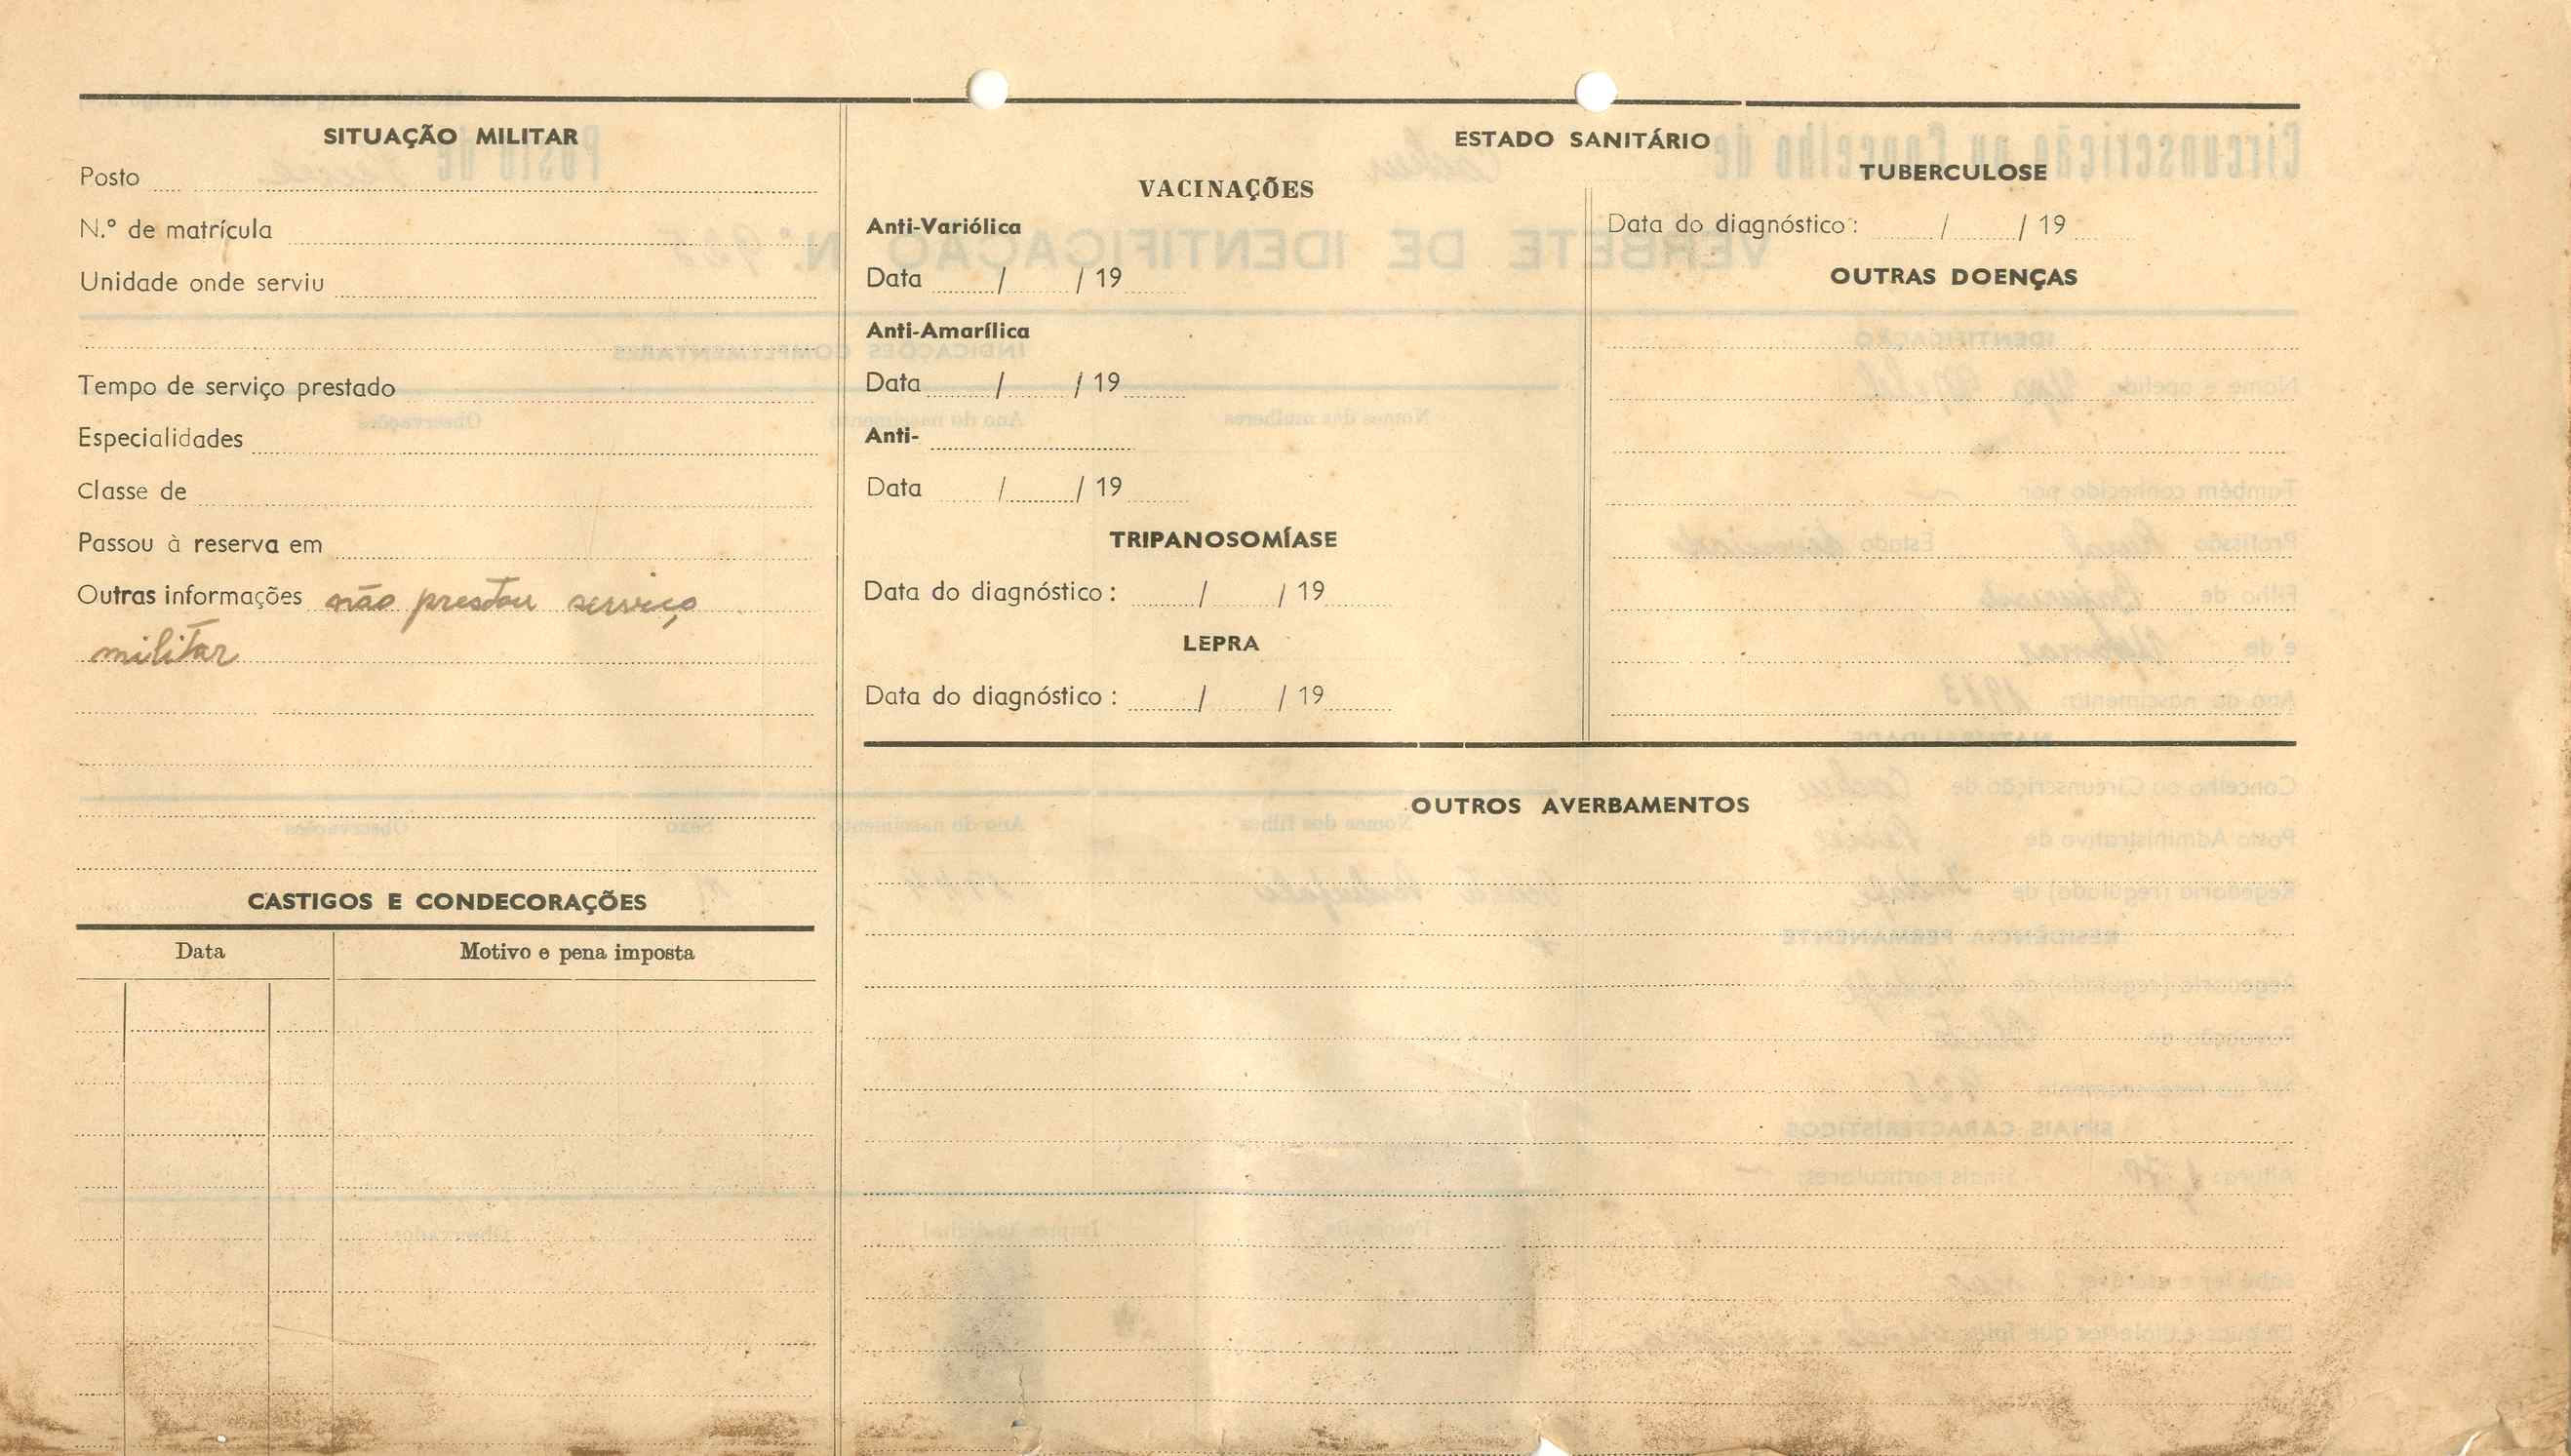 SITUAÇÃO MILITAR
Posto
N.º de matrícula
Unidade onde serviu
Tempo de serviço prestado
Especialidades
Classe de
Passou à reserva em
Outras informações não prestou serviço
militar
CASTIGOS E CONDECORAÇÕES
Data Motivo e pena imposta
ESTADO SANITÁRIO
VACINAÇÕES
Anti-Variólica
Data / / 19
Anti-Amarílica
Data / / 19
Anti-
Data / / 19
TRIPANOSOMÍASE
Data do diagnóstico : / / 19
LEPRA
Data do diagnóstico : / / 19
TUBERCULOSE
Data do diagnóstico : / / 19
OUTRAS DOENÇAS
OUTROS AVERBAMENTOS